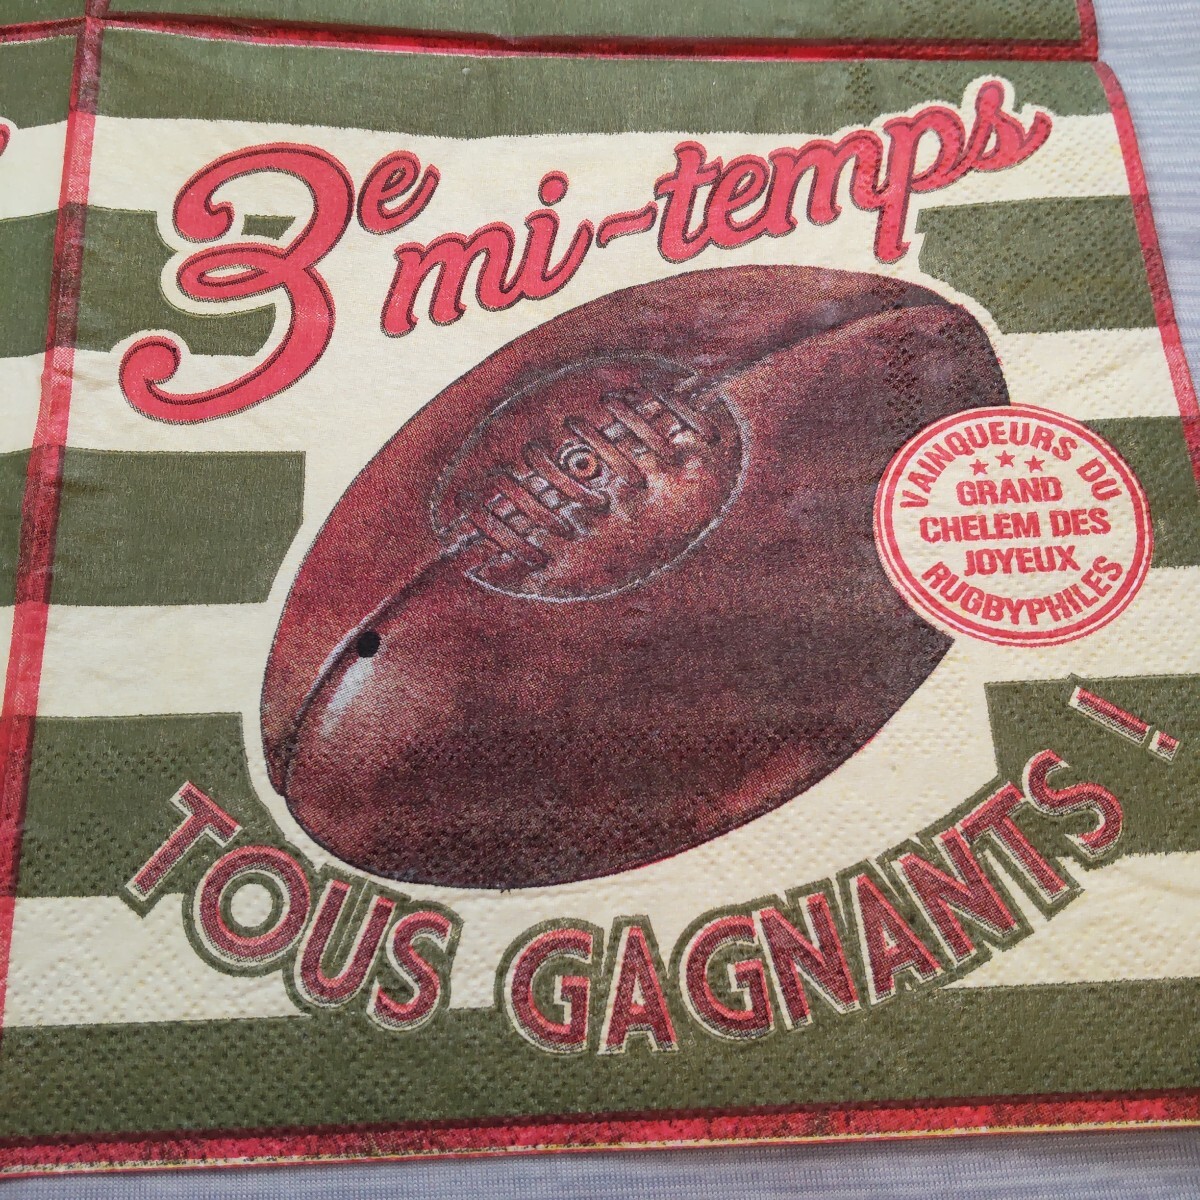 3e mi-temps
VAINQUEURS DU
GRAND
CHELEM DES
JOYEUX
RUGBYPHILES
TOUS GAGNANTS !